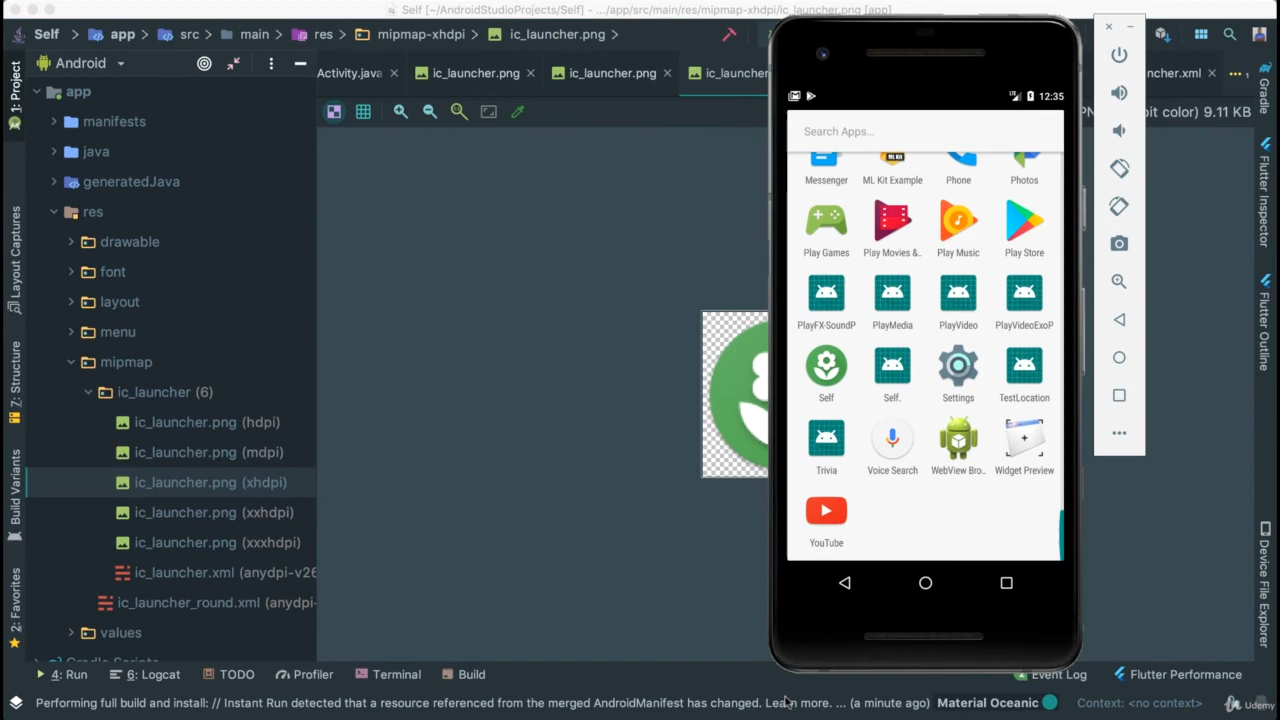 Self [~/AndroidStudioProjects/Self] - .../app/src/main/res/mipmap-xhdpi/ic_launcher.png [app]
Self app src main res mipmap-xhdpi ic_launcher.png
Android
Activity.java ic_launcher.png ic_launcher.png ic_launcher ncher.xml
1: Project
Layout Captures
Z: Structure
Build Variants
2: Favorites
app
manifests
java
generatedJava
res
drawable
font
layout
menu
mipmap
ic_launcher (6)
ic_launcher.png (hdpi)
ic_launcher.png (mdpi)
ic_launcher.png (xhdpi)
ic_launcher.png (xxhdpi)
ic_launcher.png (xxxhdpi)
ic_launcher.xml (anydpi-v26
ic_launcher_round.xml (anydpi-
values
Gradle Scripts
bit color) 9.11 KB
12:35
Search Apps...
Messenger ML Kit Example Phone Photos
Play Games Play Movies &.. Play Music Play Store
PlayFX-SoundP PlayMedia PlayVideo PlayVideoExoP
Self Self. Settings TestLocation
Trivia Voice Search WebView Bro.. Widget Preview
YouTube
Gradle
Flutter Inspector
Flutter Outline
Device File Explorer
4: Run 6: Logcat TODO Profiler Terminal Build Event Log Flutter Performance
Performing full build and install: // Instant Run detected that a resource referenced from the merged AndroidManifest has changed. Learn more. ... (a minute ago) Material Oceanic Context: <no context>
Udemy